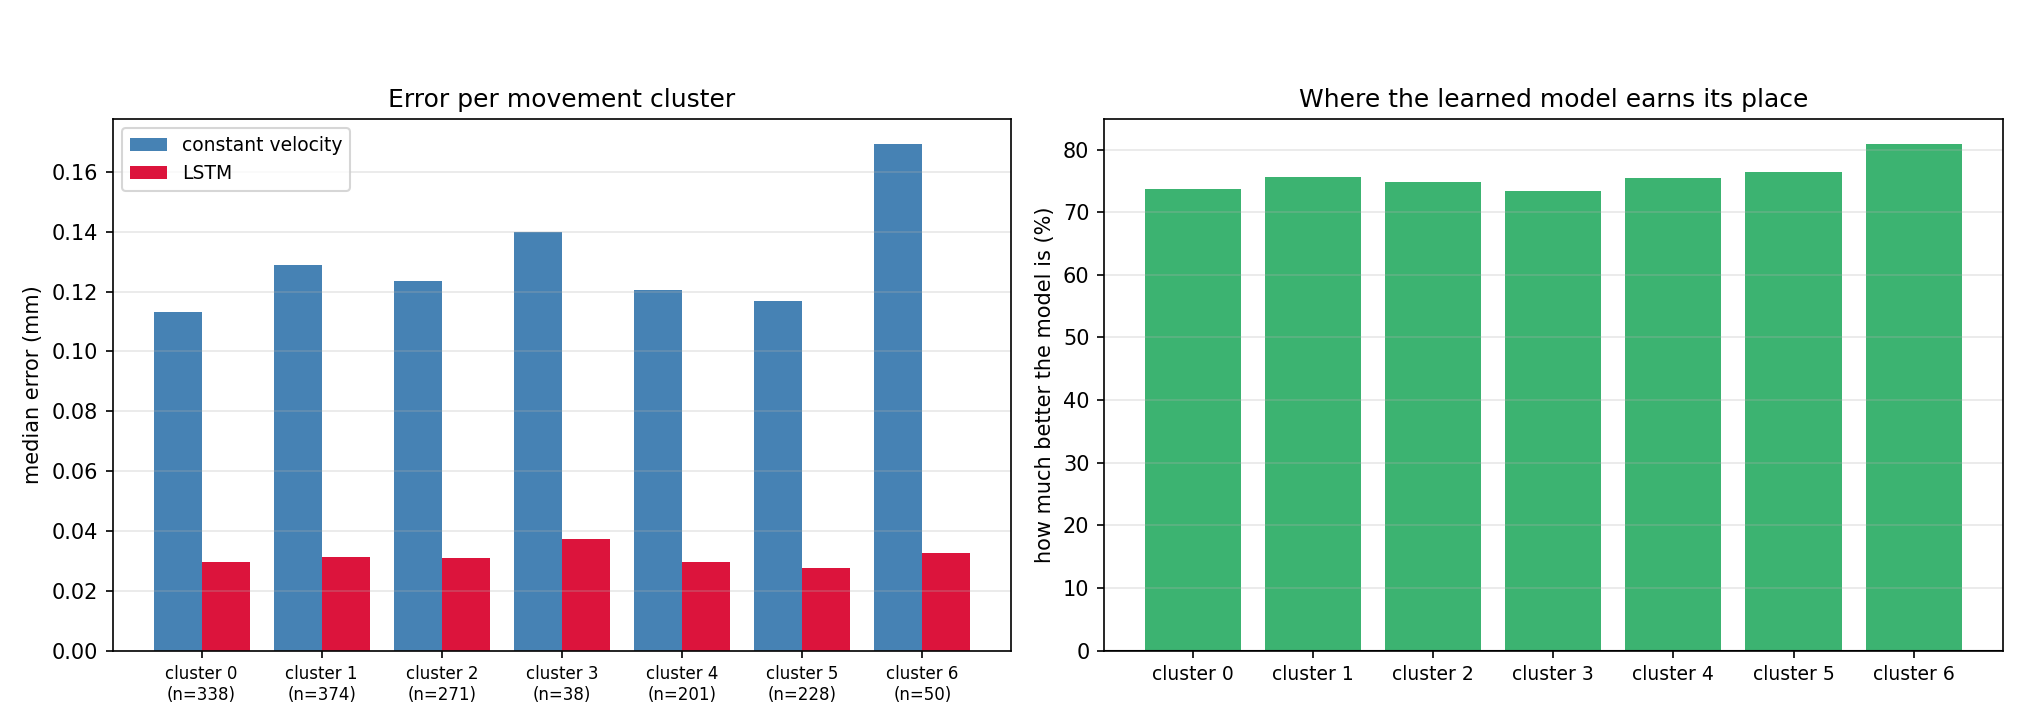 Error per movement cluster
constant velocity
LSTM
median error (mm)
0.16
0.14
0.12
0.10
0.08
0.06
0.04
0.02
0.00
cluster 0 cluster 1 cluster 2 cluster 3 cluster 4 cluster 5 cluster 6
(n=338) (n=374) (n=271) (n=38) (n=201) (n=228) (n=50)
Where the learned model earns its place
how much better the model is (%)
80
70
60
50
40
30
20
10
0
cluster 0 cluster 1 cluster 2 cluster 3 cluster 4 cluster 5 cluster 6